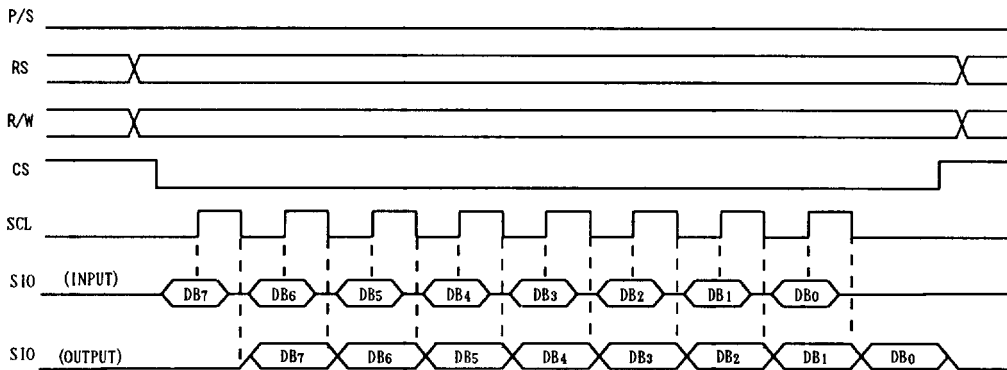 P/S
RS
R/W
CS
SCL
SIO (INPUT) DB7 DB6 DB5 DB4 DB3 DB2 DB1 DB0
SIO (OUTPUT) DB7 DB6 DB5 DB4 DB3 DB2 DB1 DB0